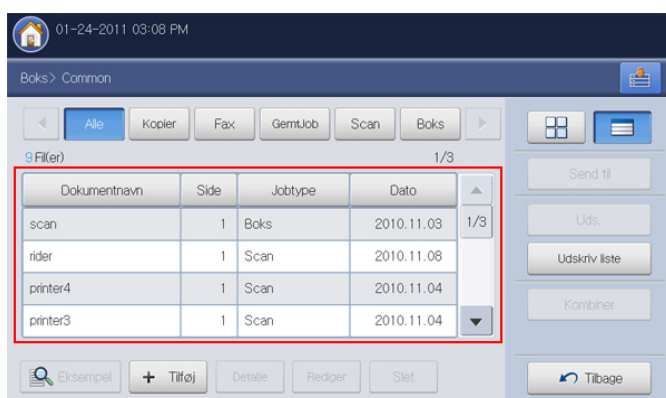 01-24-2011 03:08 PM
Boks> Common
Alle Kopier Fax GemtJob Scan Boks
9 Fil(er) 1/3
Dokumentnavn Side Jobtype Dato
scan 1 Boks 2010.11.03 1/3
rider 1 Scan 2010.11.08
printer4 1 Scan 2010.11.04
printer3 1 Scan 2010.11.04
Eksempel + Tilføj Detalje Rediger Slet
Send til
Uds.
Udskriv liste
Kombiner
Tilbage